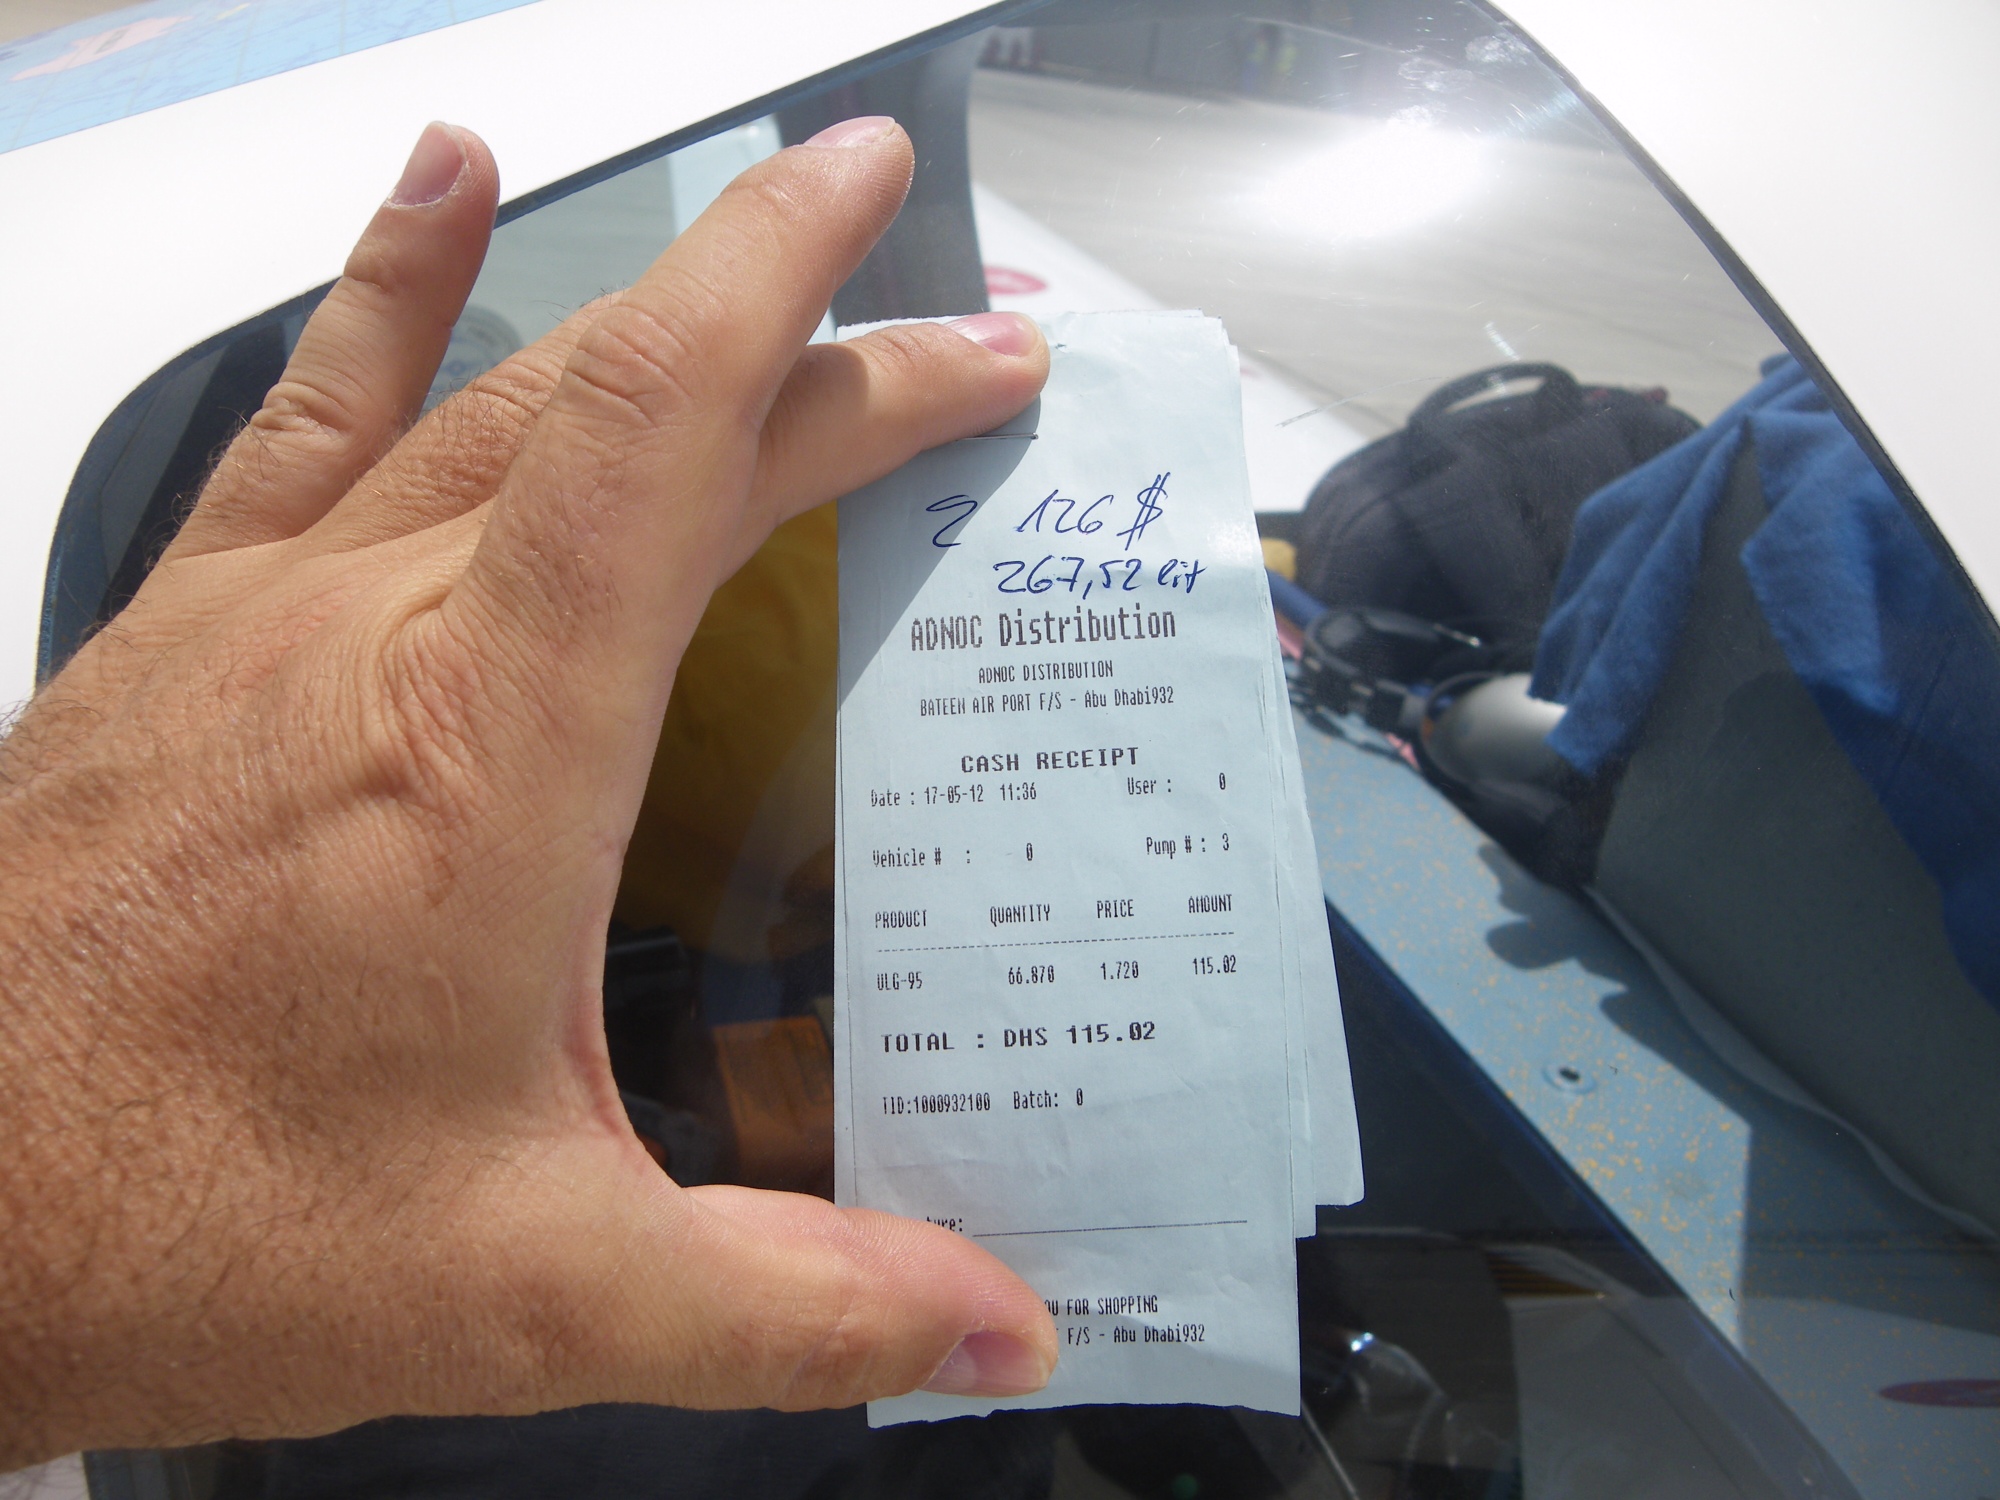 2 126 $
267,52 lit
ADNOC Distribution
ADNOC DISTRIBUTION
BATEEN AIR PORT F/S - Abu Dhabi932
CASH RECEIPT
Date : 17-05-12 11:36 User : 0
Vehicle # : 0 Pump # : 3
PRODUCT QUANTITY PRICE AMOUNT
ULG-95 66.870 1.720 115.02
TOTAL : DHS 115.02
TID:1000932100 Batch: 0
ture:
OU FOR SHOPPING
F/S - Abu Dhabi932